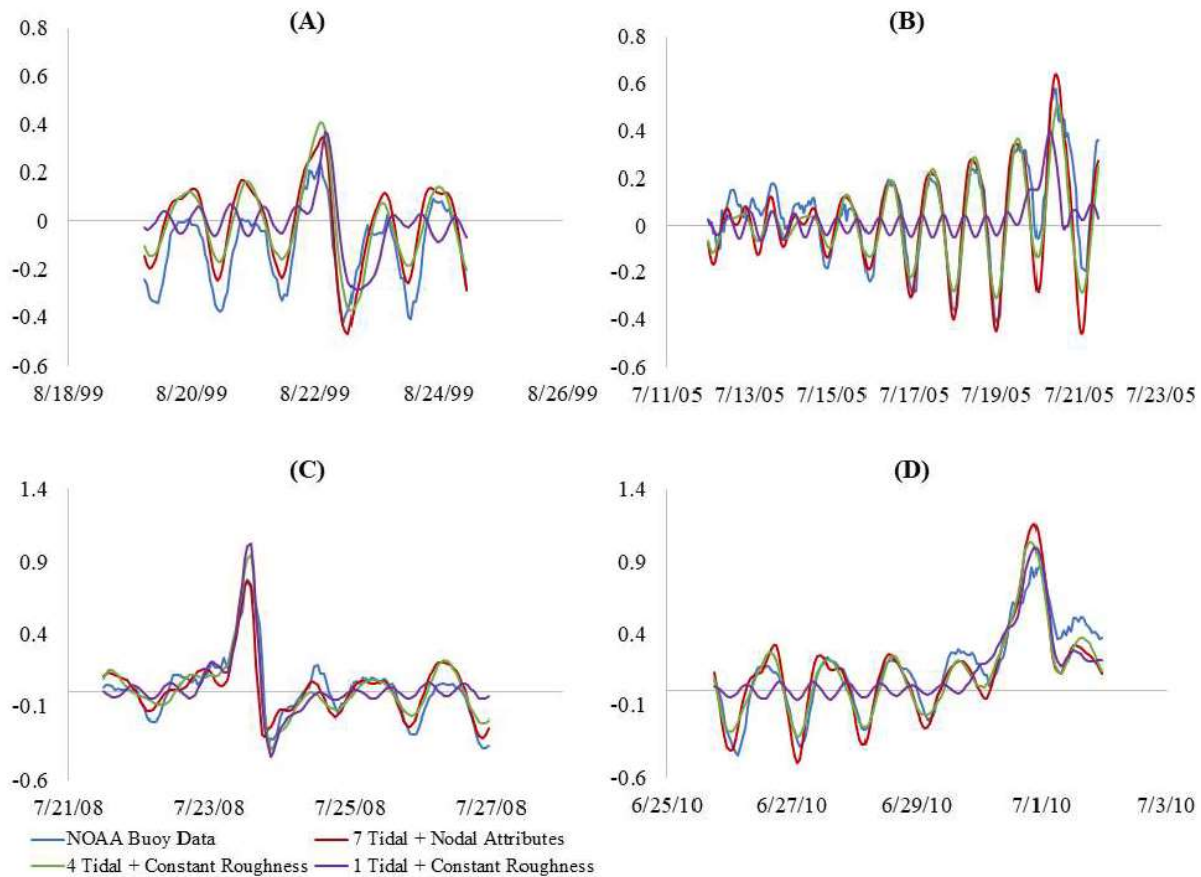 (A)
0.8
0.6
0.4
0.2
0
-0.2
-0.4
-0.6
8/18/99 8/20/99 8/22/99 8/24/99 8/26/99
(B)
0.8
0.6
0.4
0.2
0
-0.2
-0.4
-0.6
7/11/05 7/13/05 7/15/05 7/17/05 7/19/05 7/21/05 7/23/05
(C)
1.4
0.9
0.4
-0.1
-0.6
7/21/08 7/23/08 7/25/08 7/27/08
(D)
1.4
0.9
0.4
-0.1
-0.6
6/25/10 6/27/10 6/29/10 7/1/10 7/3/10
NOAA Buoy Data 7 Tidal + Nodal Attributes
4 Tidal + Constant Roughness 1 Tidal + Constant Roughness